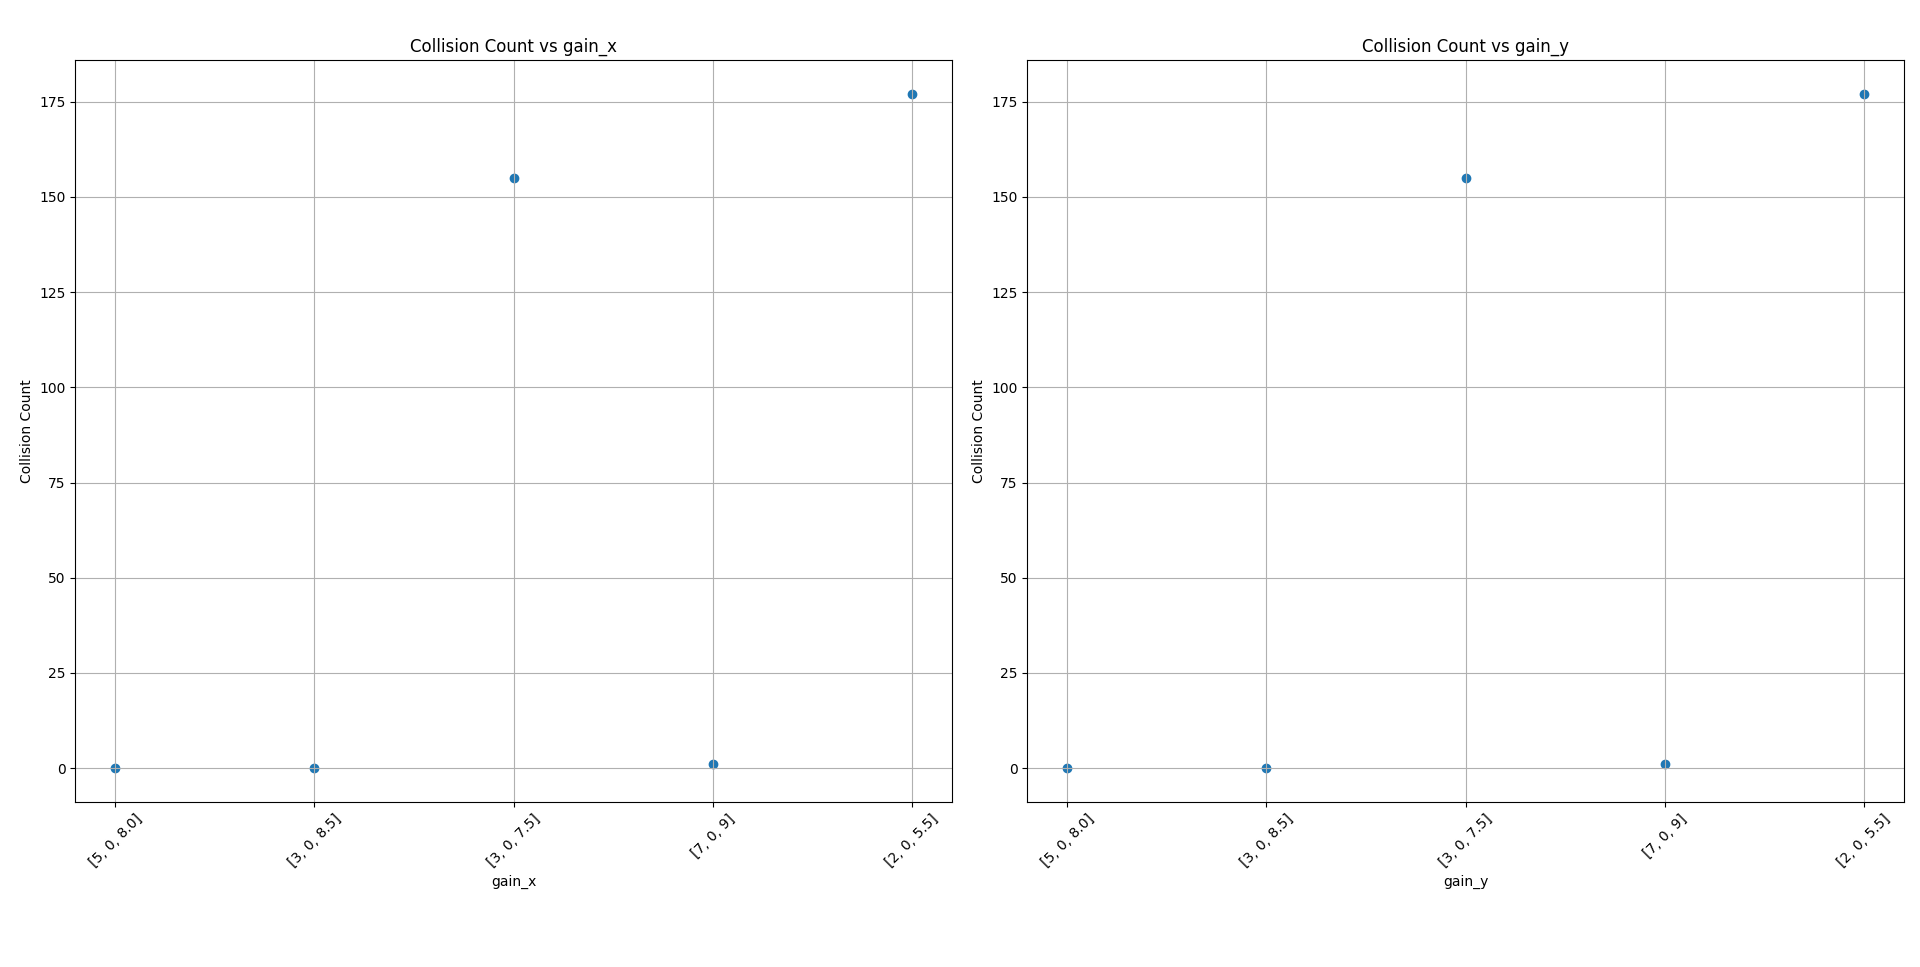 Collision Count vs gain_x
175
150
125
100
75
50
25
0
Collision Count
[5, 0, 8.0]
[3, 0, 8.5]
[3, 0, 7.5]
[7, 0, 9]
[2, 0, 5.5]
gain_x
Collision Count vs gain_y
175
150
125
100
75
50
25
0
Collision Count
[5, 0, 8.0]
[3, 0, 8.5]
[3, 0, 7.5]
[7, 0, 9]
[2, 0, 5.5]
gain_y